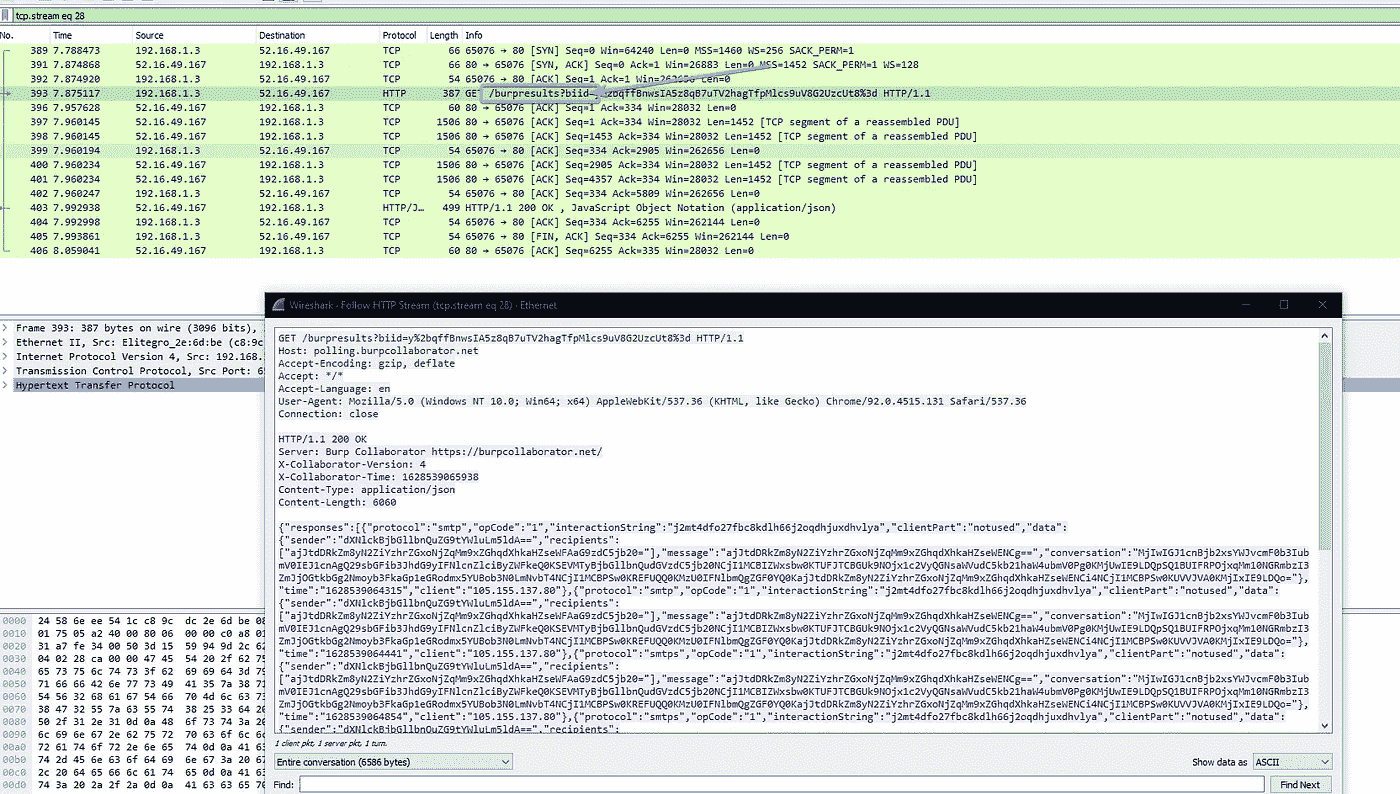 tcp.stream eq 28
No. Time Source Destination Protocol Length Info
389 7.788473 192.168.1.3 52.16.49.167 TCP 66 65076 → 80 [SYN] Seq=0 Win=64240 Len=0 MSS=1460 WS=256 SACK_PERM=1
391 7.874868 52.16.49.167 192.168.1.3 TCP 66 80 → 65076 [SYN, ACK] Seq=0 Ack=1 Win=26883 Len=0 MSS=1452 SACK_PERM=1 WS=128
392 7.874920 192.168.1.3 52.16.49.167 TCP 54 65076 → 80 [ACK] Seq=1 Ack=1 Len=0
393 7.875117 192.168.1.3 52.16.49.167 HTTP 387 GET /burpresults?biid= HTTP/1.1
396 7.957628 52.16.49.167 192.168.1.3 TCP 60 80 → 65076 [ACK] Seq=1 Ack=334 Win=28032 Len=0
397 7.960145 52.16.49.167 192.168.1.3 TCP 1506 80 → 65076 [ACK] Seq=1 Ack=334 Win=28032 Len=1452 [TCP segment of a reassembled PDU]
398 7.960145 52.16.49.167 192.168.1.3 TCP 1506 80 → 65076 [ACK] Seq=1453 Ack=334 Win=28032 Len=1452 [TCP segment of a reassembled PDU]
399 7.960194 192.168.1.3 52.16.49.167 TCP 54 65076 → 80 [ACK] Seq=334 Ack=2905 Win=262656 Len=0
400 7.960234 52.16.49.167 192.168.1.3 TCP 1506 80 → 65076 [ACK] Seq=2905 Ack=334 Win=28032 Len=1452 [TCP segment of a reassembled PDU]
401 7.960234 52.16.49.167 192.168.1.3 TCP 1506 80 → 65076 [ACK] Seq=4357 Ack=334 Win=28032 Len=1452 [TCP segment of a reassembled PDU]
402 7.960247 192.168.1.3 52.16.49.167 TCP 54 65076 → 80 [ACK] Seq=334 Ack=5809 Win=262656 Len=0
403 7.992938 52.16.49.167 192.168.1.3 HTTP/J… 499 HTTP/1.1 200 OK , JavaScript Object Notation (application/json)
404 7.992998 192.168.1.3 52.16.49.167 TCP 54 65076 → 80 [ACK] Seq=334 Ack=6255 Win=262144 Len=0
405 7.993861 192.168.1.3 52.16.49.167 TCP 54 65076 → 80 [FIN, ACK] Seq=334 Ack=6255 Win=262144 Len=0
406 8.059041 52.16.49.167 192.168.1.3 TCP 60 80 → 65076 [ACK] Seq=6255 Ack=335 Win=28032 Len=0
Wireshark · Follow HTTP Stream (tcp.stream eq 28) · Ethernet
Frame 393: 387 bytes on wire (3096 bits),
Ethernet II, Src: Elitegro_2e:6d:be (c8:9c
Internet Protocol Version 4, Src: 192.168.
Transmission Control Protocol, Src Port: 6
Hypertext Transfer Protocol
GET /burpresults?biid=y%2bqffBnwsIA5z8qB7uTV2hagTfpMlcs9uV8G2UzcUt8%3d HTTP/1.1
Host: polling.burpcollaborator.net
Accept-Encoding: gzip, deflate
Accept: */*
Accept-Language: en
User-Agent: Mozilla/5.0 (Windows NT 10.0; Win64; x64) AppleWebKit/537.36 (KHTML, like Gecko) Chrome/92.0.4515.131 Safari/537.36
Connection: close
HTTP/1.1 200 OK
Server: Burp Collaborator https://burpcollaborator.net/
X-Collaborator-Version: 4
X-Collaborator-Time: 1628539065938
Content-Type: application/json
Content-Length: 6060
{"responses":[{"protocol":"smtp","opCode":"1","interactionString":"j2mt4dfo27fbc8kdlh66j2oqdhjuxdhvlya","clientPart":"notused","data":
{"sender":"dXNlckBjbGllbnQuZG9tYWluLm5ldA==","recipients":
"time":"1628539064315","client":"105.155.137.80"},{"protocol":"smtp","opCode":"1","interactionString":"j2mt4dfo27fbc8kdlh66j2oqdhjuxdhvlya","clientPart":"notused","data":
{"sender":"dXNlckBjbGllbnQuZG9tYWluLm5ldA==","recipients":
"time":"1628539064441","client":"105.155.137.80"},{"protocol":"smtps","opCode":"1","interactionString":"j2mt4dfo27fbc8kdlh66j2oqdhjuxdhvlya","clientPart":"notused","data":
{"sender":"dXNlckBjbGllbnQuZG9tYWluLm5ldA==","recipients":
"time":"1628539064854","client":"105.155.137.80"},{"protocol":"smtps","opCode":"1","interactionString":"j2mt4dfo27fbc8kdlh66j2oqdhjuxdhvlya","clientPart":"notused","data":
{"sender":"dXNlckBjbGllbnQuZG9tYWluLm5ldA==","recipients":
1 client pkt, 1 server pkt, 1 turn.
Entire conversation (6586 bytes) Show data as ASCII
Find: Find Next
0000 24 58 6e ee 54 1c c8 9c dc 2e 6d be 08
0010 01 75 05 a2 40 00 80 06 00 00 c0 a8 01
0020 31 a7 fe 34 00 50 3d 15 59 94 9d 2c 62
0030 04 02 28 ca 00 00 47 45 54 20 2f 62 75
0040 65 73 75 6c 74 73 3f 62 69 69 64 3d 79
0050 71 66 66 42 6e 77 73 49 41 35 7a 38 71
0060 54 56 32 68 61 67 54 66 70 4d 6c 63 73
0070 38 47 32 55 7a 63 55 74 38 25 33 64 20
0080 50 2f 31 2e 31 0d 0a 48 6f 73 74 3a 20
0090 6c 69 6e 67 2e 62 75 72 70 63 6f 6c 6c
00a0 72 61 74 6f 72 2e 6e 65 74 0d 0a 41 63
00b0 74 2d 45 6e 63 6f 64 69 6e 67 3a 20 67
00c0 2c 20 64 65 66 6c 61 74 65 0d 0a 41 63
00d0 74 3a 20 2a 2f 2a 0d 0a 41 63 63 65 70